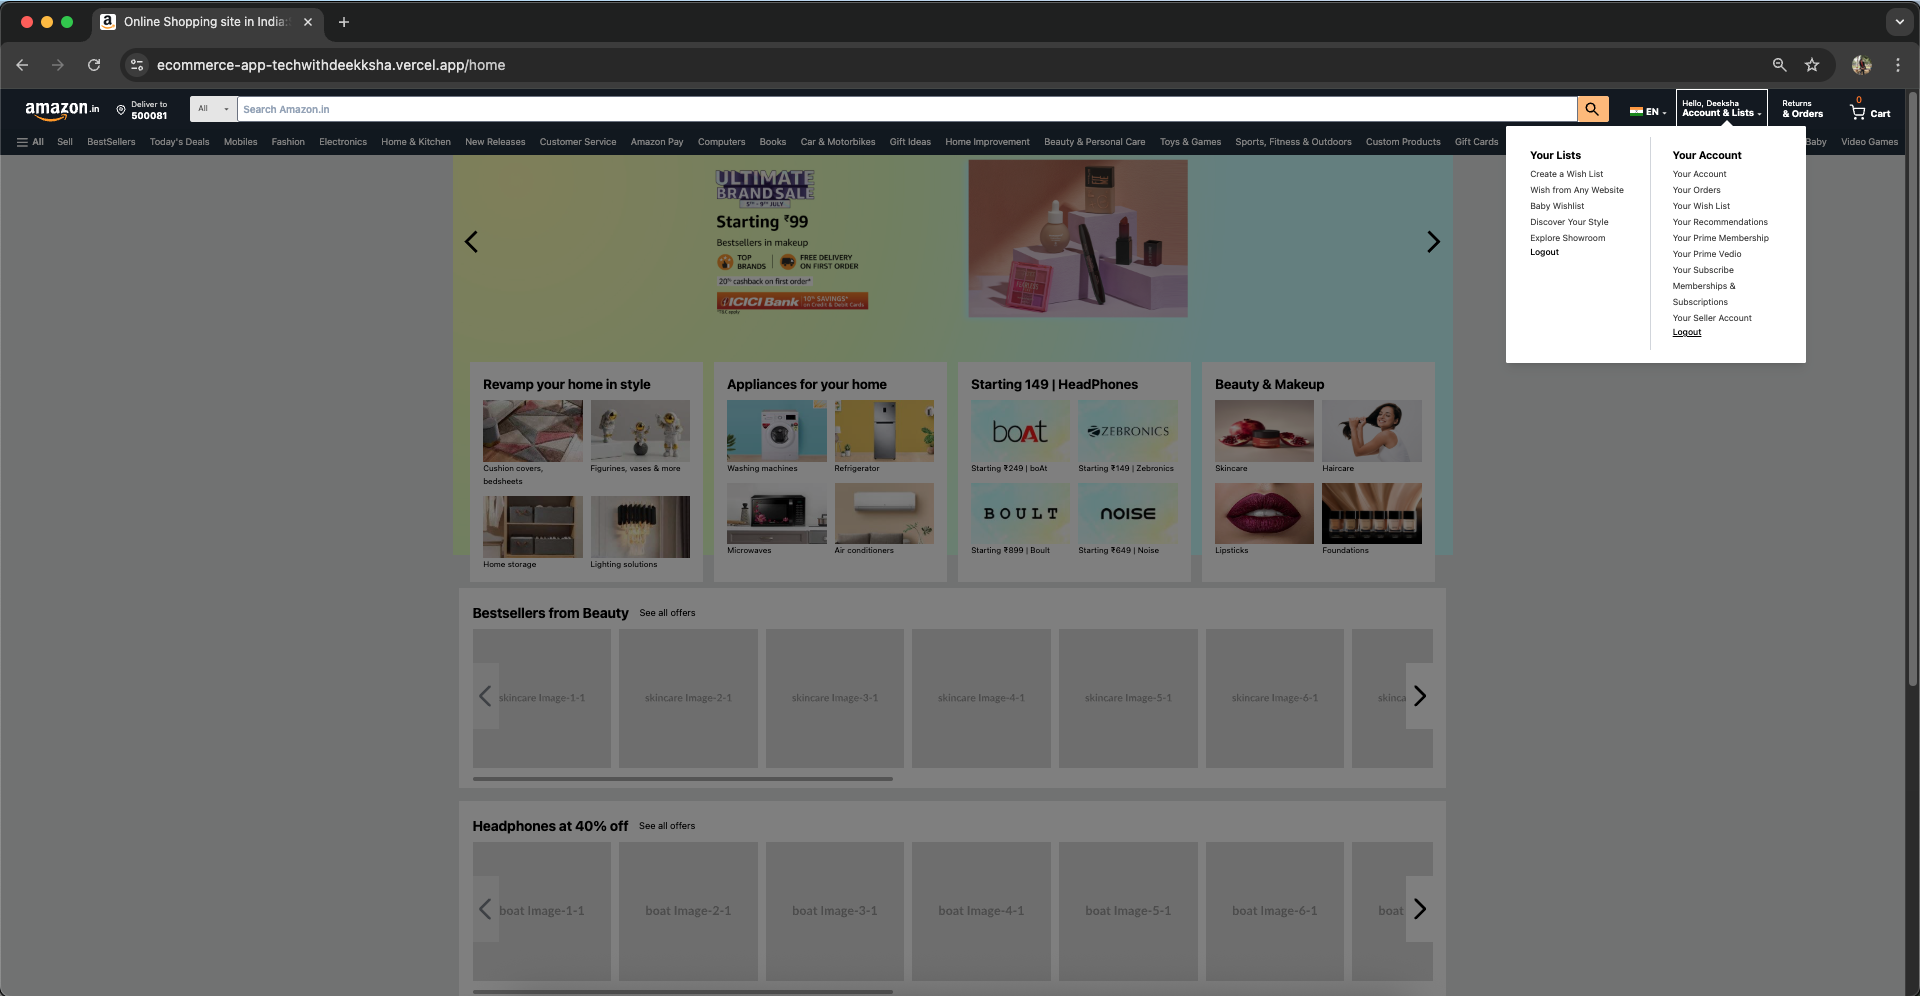 Online Shopping site in India:
ecommerce-app-techwithdeekksha.vercel.app/home
amazon.in
Deliver to
500081
All
Search Amazon.in
EN
Hello, Deeksha
Account & Lists
Returns
& Orders
0
Cart
All
Sell
BestSellers
Today's Deals
Mobiles
Fashion
Electronics
Home & Kitchen
New Releases
Customer Service
Amazon Pay
Computers
Books
Car & Motorbikes
Gift Ideas
Home Improvement
Beauty & Personal Care
Toys & Games
Sports, Fitness & Outdoors
Custom Products
Gift Cards
Baby
Video Games
Your Lists
Create a Wish List
Wish from Any Website
Baby Wishlist
Discover Your Style
Explore Showroom
Logout
Your Account
Your Account
Your Orders
Your Wish List
Your Recommendations
Your Prime Membership
Your Prime Vedio
Your Subscribe
Memberships &
Subscriptions
Your Seller Account
Logout
ULTIMATE
BRAND SALE
5TH - 9TH JULY
Starting ₹99
Bestsellers in makeup
TOP
BRANDS
FREE DELIVERY
ON FIRST ORDER
20% cashback on first order*
ICICI Bank
10% SAVINGS*
on Credit & Debit Cards
*T&C apply
Revamp your home in style
Cushion covers,
bedsheets
Figurines, vases & more
Home storage
Lighting solutions
Appliances for your home
Washing machines
Refrigerator
Microwaves
Air conditioners
Starting 149 | HeadPhones
boAt
ZEBRONICS
Starting ₹249 | boAt
Starting ₹149 | Zebronics
BOULT
noise
Starting ₹899 | Boult
Starting ₹649 | Noise
Beauty & Makeup
Skincare
Haircare
Lipsticks
Foundations
Bestsellers from Beauty
See all offers
skincare Image-1-1
skincare Image-2-1
skincare Image-3-1
skincare Image-4-1
skincare Image-5-1
skincare Image-6-1
skinca
Headphones at 40% off
See all offers
boat Image-1-1
boat Image-2-1
boat Image-3-1
boat Image-4-1
boat Image-5-1
boat Image-6-1
boat